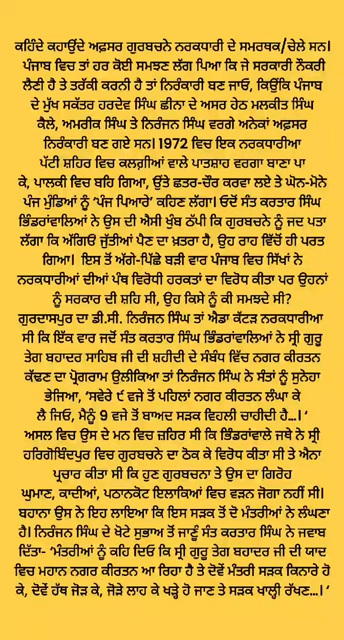 ਕਹਿੰਦੇ ਕਹਾਉਂਦੇ ਅਫ਼ਸਰ ਗੁਰਬਚਨੇ ਨਰਕਧਾਰੀ ਦੇ ਸਮਰਥਕ/ਚੇਲੇ ਸਨ।
ਪੰਜਾਬ ਵਿਚ ਤਾਂ ਹਰ ਕੋਈ ਸਮਝਣ ਲੱਗ ਪਿਆ ਕਿ ਜੇ ਸਰਕਾਰੀ ਨੌਕਰੀ
ਲੈਣੀ ਹੈ ਤੇ ਤਰੱਕੀ ਕਰਨੀ ਹੈ ਤਾਂ ਨਿਰੰਕਾਰੀ ਬਣ ਜਾਓ, ਕਿਉਂਕਿ ਪੰਜਾਬ
ਦੇ ਮੁੱਖ ਸਕੱਤਰ ਹਰਦੇਵ ਸਿੰਘ ਛੀਨਾ ਦੇ ਅਸਰ ਹੇਠ ਮਲਕੀਤ ਸਿੰਘ
ਕੈਲੇ, ਅਮਰੀਕ ਸਿੰਘ ਤੇ ਨਿਰੰਜਨ ਸਿੰਘ ਵਰਗੇ ਅਨੇਕਾਂ ਅਫ਼ਸਰ
ਨਿਰੰਕਾਰੀ ਬਣ ਗਏ ਸਨ। 1972 ਵਿਚ ਇਕ ਨਰਕਧਾਰੀਆ
ਪੱਟੀ ਸ਼ਹਿਰ ਵਿਚ ਕਲਗੀਆਂ ਵਾਲੇ ਪਾਤਸ਼ਾਹ ਵਰਗਾ ਬਾਣਾ ਪਾ
ਕੇ, ਪਾਲਕੀ ਵਿਚ ਬਹਿ ਗਿਆ, ਉੱਤੇ ਛਤਰ-ਚੌਰ ਕਰਵਾ ਲਏ ਤੇ ਘੋਨ-ਮੋਨੇ
ਪੰਜ ਮੁੰਡਿਆਂ ਨੂੰ ‘ਪੰਜ ਪਿਆਰੇ’ ਕਹਿਣ ਲੱਗਾ। ਓਦੋਂ ਸੰਤ ਕਰਤਾਰ ਸਿੰਘ
ਭਿੰਡਰਾਂਵਾਲਿਆਂ ਨੇ ਉਸ ਦੀ ਐਸੀ ਖੁੰਬ ਠੱਪੀ ਕਿ ਗੁਰਬਚਨੇ ਨੂੰ ਜਦ ਪਤਾ
ਲੱਗਾ ਕਿ ਅੱਗਿਓਂ ਜੁੱਤੀਆਂ ਪੈਣ ਦਾ ਖ਼ਤਰਾ ਹੈ, ਉਹ ਰਾਹ ਵਿੱਚੋਂ ਹੀ ਪਰਤ
ਗਿਆ। ਇਸ ਤੋਂ ਅੱਗੇ-ਪਿੱਛੇ ਬੜੀ ਵਾਰ ਪੰਜਾਬ ਵਿਚ ਸਿੱਖਾਂ ਨੇ
ਨਰਕਧਾਰੀਆਂ ਦੀਆਂ ਪੰਥ ਵਿਰੋਧੀ ਹਰਕਤਾਂ ਦਾ ਵਿਰੋਧ ਕੀਤਾ ਪਰ ਉਹਨਾਂ
ਨੂੰ ਸਰਕਾਰ ਦੀ ਸ਼ਹਿ ਸੀ, ਉਹ ਕਿਸੇ ਨੂੰ ਕੀ ਸਮਝਦੇ ਸੀ?
ਗੁਰਦਾਸਪੁਰ ਦਾ ਡੀ.ਸੀ. ਨਿਰੰਜਨ ਸਿੰਘ ਤਾਂ ਐਡਾ ਕੱਟੜ ਨਰਕਧਾਰੀਆ
ਸੀ ਕਿ ਇੱਕ ਵਾਰ ਜਦੋਂ ਸੰਤ ਕਰਤਾਰ ਸਿੰਘ ਭਿੰਡਰਾਂਵਾਲਿਆਂ ਨੇ ਸ੍ਰੀ ਗੁਰੂ
ਤੇਗ ਬਹਾਦਰ ਸਾਹਿਬ ਜੀ ਦੀ ਸ਼ਹੀਦੀ ਦੇ ਸੰਬੰਧ ਵਿੱਚ ਨਗਰ ਕੀਰਤਨ
ਕੱਢਣ ਦਾ ਪ੍ਰੋਗਰਾਮ ਉਲੀਕਿਆ ਤਾਂ ਨਿਰੰਜਨ ਸਿੰਘ ਨੇ ਸੰਤਾਂ ਨੂੰ ਸੁਨੇਹਾ
ਭੇਜਿਆ, ‘ਸਵੇਰੇ ੯ ਵਜੇ ਤੋਂ ਪਹਿਲਾਂ ਨਗਰ ਕੀਰਤਨ ਲੰਘਾ ਕੇ
ਲੈ ਜਿਓ, ਮੈਨੂੰ 9 ਵਜੇ ਤੋਂ ਬਾਅਦ ਸੜਕ ਵਿਹਲੀ ਚਾਹੀਦੀ ਹੈ…। ‘
ਅਸਲ ਵਿਚ ਉਸ ਦੇ ਮਨ ਵਿਚ ਜ਼ਹਿਰ ਸੀ ਕਿ ਭਿੰਡਰਾਂਵਾਲੇ ਜਥੇ ਨੇ ਸ੍ਰੀ
ਹਰਿਗੋਬਿੰਦਪੁਰ ਵਿਚ ਗੁਰਬਚਨੇ ਦਾ ਠੋਕ ਕੇ ਵਿਰੋਧ ਕੀਤਾ ਸੀ ਤੇ ਐਨਾ
ਪ੍ਰਚਾਰ ਕੀਤਾ ਸੀ ਕਿ ਹੁਣ ਗੁਰਬਚਨਾ ਤੇ ਉਸ ਦਾ ਗਿਰੋਹ
ਘੁਮਾਣ, ਕਾਦੀਆਂ, ਪਠਾਨਕੋਟ ਇਲਾਕਿਆਂ ਵਿਚ ਵੜਨ ਜੋਗਾ ਨਹੀਂ ਸੀ।
ਬਹਾਨਾ ਉਸ ਨੇ ਇਹ ਲਾਇਆ ਕਿ ਇਸ ਸੜਕ ਤੋਂ ਦੋ ਮੰਤਰੀਆਂ ਨੇ ਲੰਘਣਾ
ਹੈ। ਨਿਰੰਜਨ ਸਿੰਘ ਦੇ ਖੋਟੇ ਸੁਭਾਅ ਤੋਂ ਜਾਣੂੰ ਸੰਤ ਕਰਤਾਰ ਸਿੰਘ ਨੇ ਜਵਾਬ
ਦਿੱਤਾ- ‘ਮੰਤਰੀਆਂ ਨੂੰ ਕਹਿ ਦਿਓ ਕਿ ਸ੍ਰੀ ਗੁਰੂ ਤੇਗ ਬਹਾਦਰ ਜੀ ਦੀ ਯਾਦ
ਵਿਚ ਮਹਾਨ ਨਗਰ ਕੀਰਤਨ ਆ ਰਿਹਾ ਹੈ ਤੇ ਦੋਵੇਂ ਮੰਤਰੀ ਸੜਕ ਕਿਨਾਰੇ ਹੋ
ਕੇ, ਦੋਵੇਂ ਹੱਥ ਜੋੜ ਕੇ, ਜੋੜੇ ਲਾਹ ਕੇ ਖੜ੍ਹੇ ਹੋ ਜਾਣ ਤੇ ਸੜਕ ਖਾਲ੍ਹੀ ਰੱਖਣ…। ‘